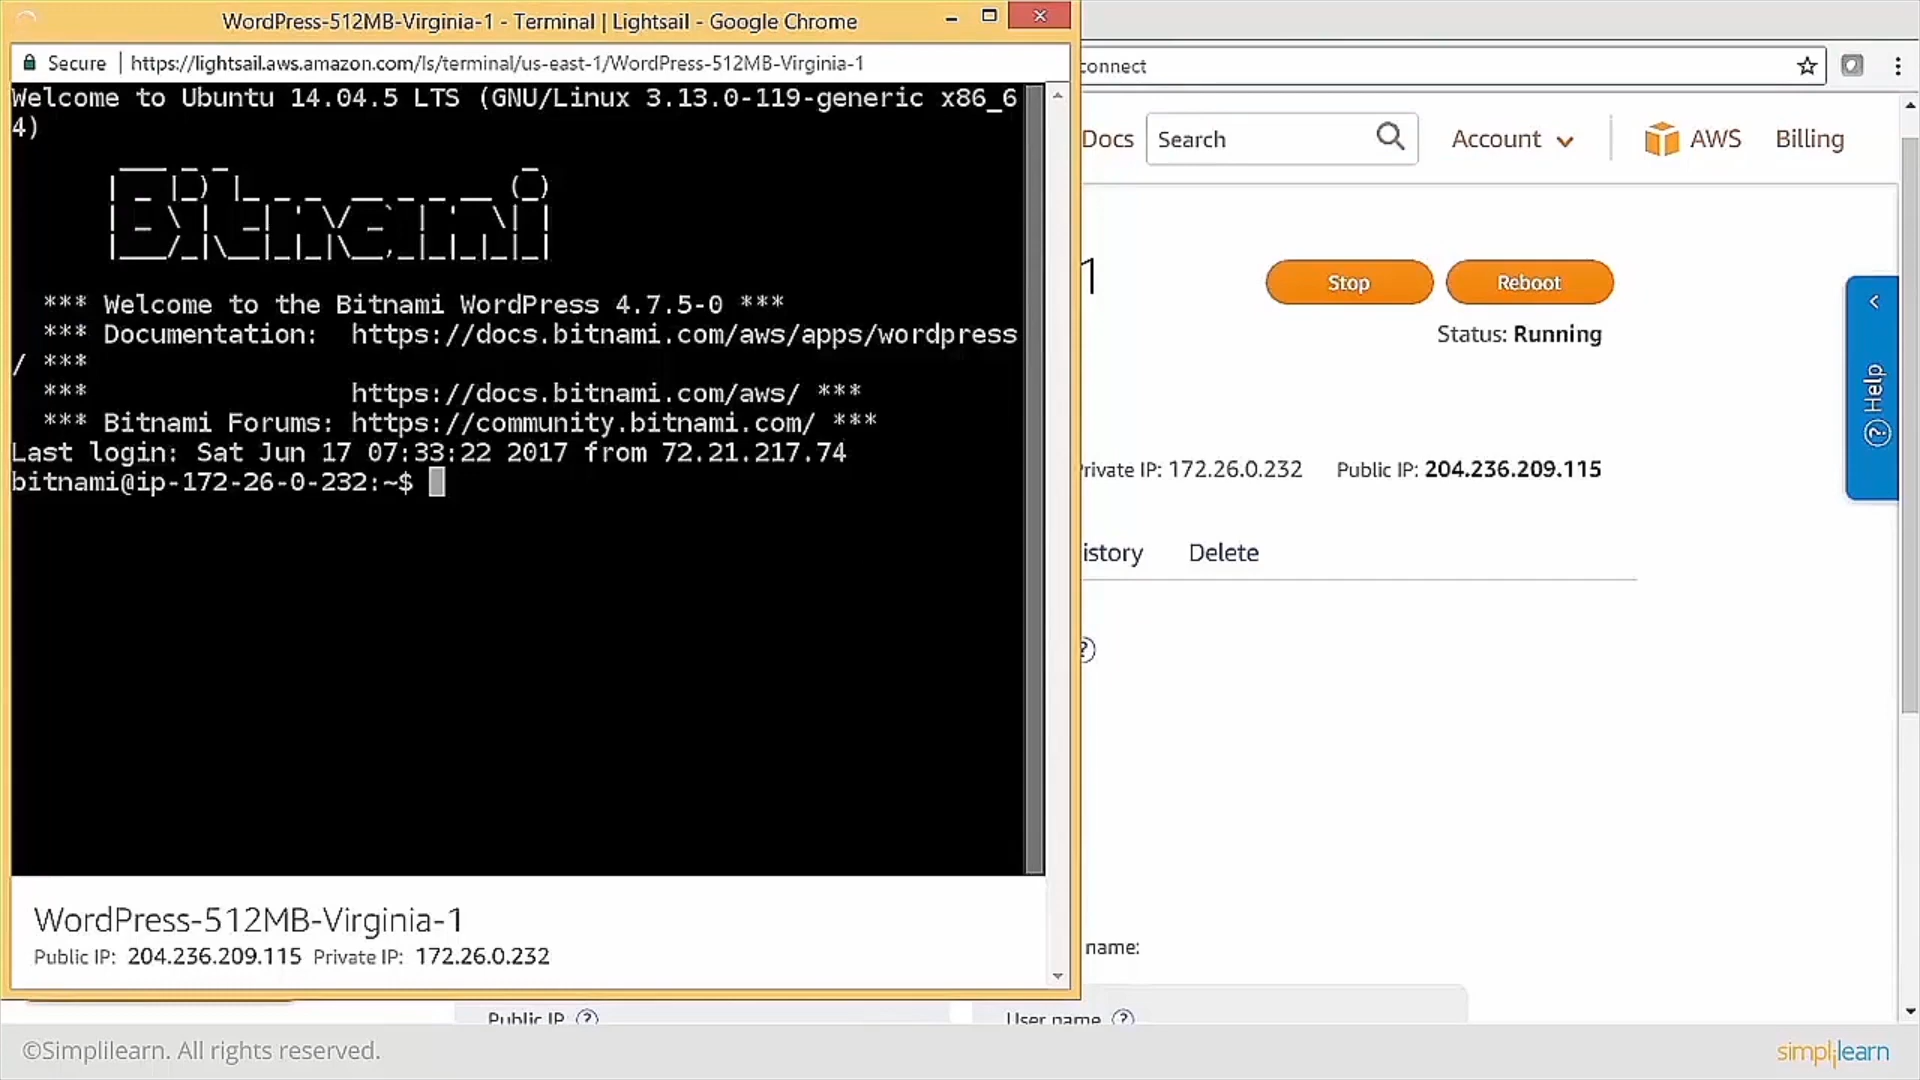 WordPress-512MB-Virginia-1 - Terminal | Lightsail - Google Chrome
Secure | https://lightsail.aws.amazon.com/ls/terminal/us-east-1/WordPress-512MB-Virginia-1
Welcome to Ubuntu 14.04.5 LTS (GNU/Linux 3.13.0-119-generic x86_6
4)
Bitnami
*** Welcome to the Bitnami WordPress 4.7.5-0 ***
*** Documentation:  https://docs.bitnami.com/aws/apps/wordpress
/ ***
***                 https://docs.bitnami.com/aws/ ***
*** Bitnami Forums: https://community.bitnami.com/ ***
Last login: Sat Jun 17 07:33:22 2017 from 72.21.217.74
bitnami@ip-172-26-0-232:~$
WordPress-512MB-Virginia-1
Public IP: 204.236.209.115 Private IP: 172.26.0.232
connect
Docs Search Account AWS Billing
1
Stop Reboot
Status: Running
Help
Private IP: 172.26.0.232 Public IP: 204.236.209.115
istory Delete
?
name:
Public IP ? User name ?
©Simplilearn. All rights reserved.
simplilearn